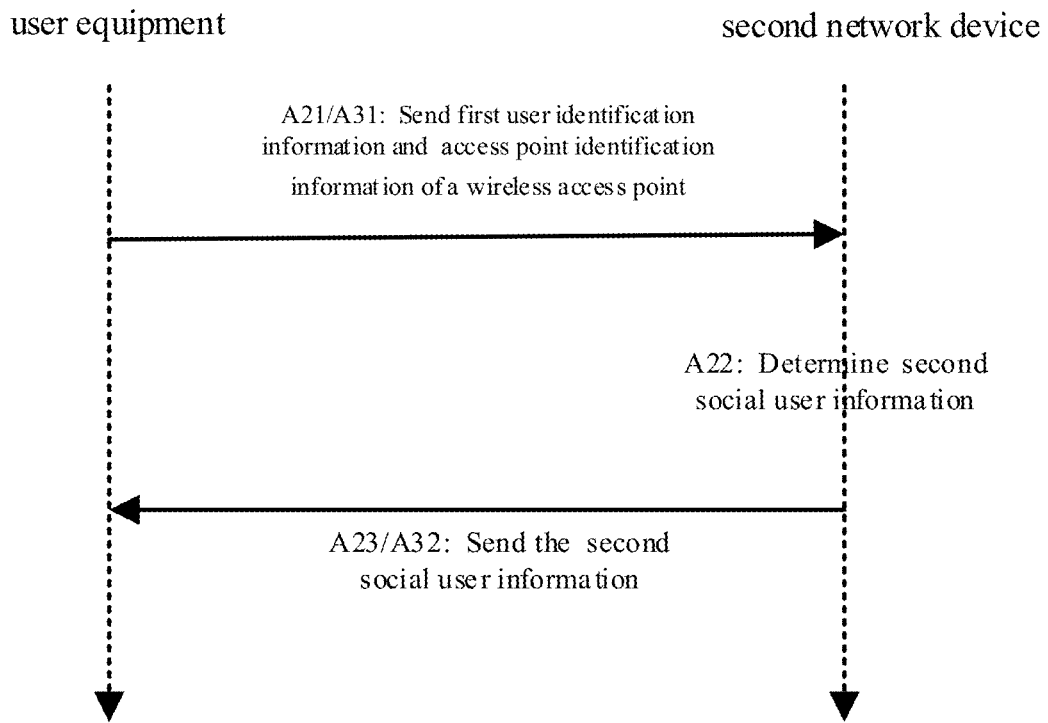 user equipment
second network device
A21/A31: Send first user identification
information and access point identification
information of a wireless access point
A22: Determine second
social user information
A23/A32: Send the second
social user information